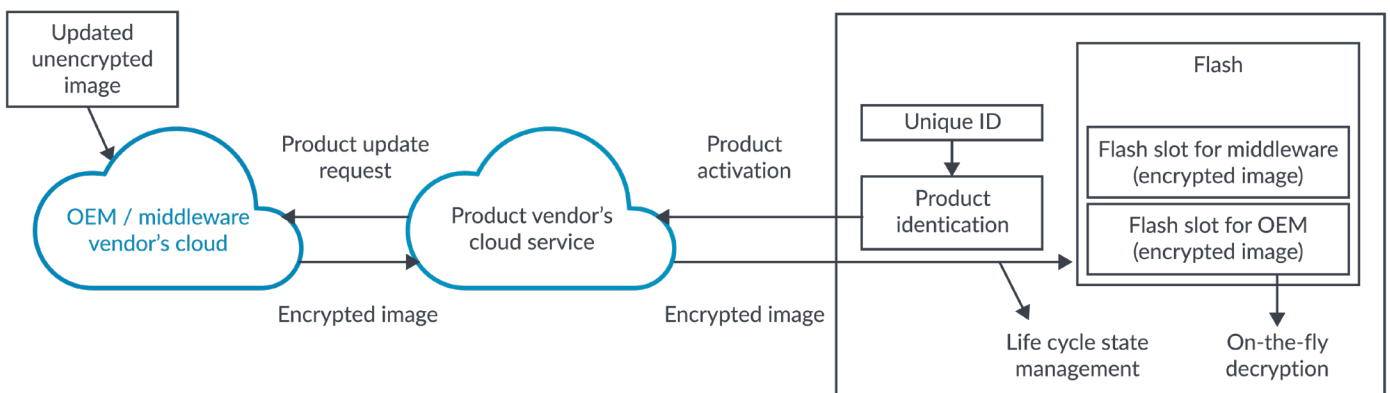 Updated
unencrypted
image
OEM / middleware
vendor's cloud
Product update
request
Encrypted image
Product vendor's
cloud service
Product
activation
Encrypted image
Unique ID
Product
identication
Flash
Flash slot for middleware
(encrypted image)
Flash slot for OEM
(encrypted image)
Life cycle state
management
On-the-fly
decryption